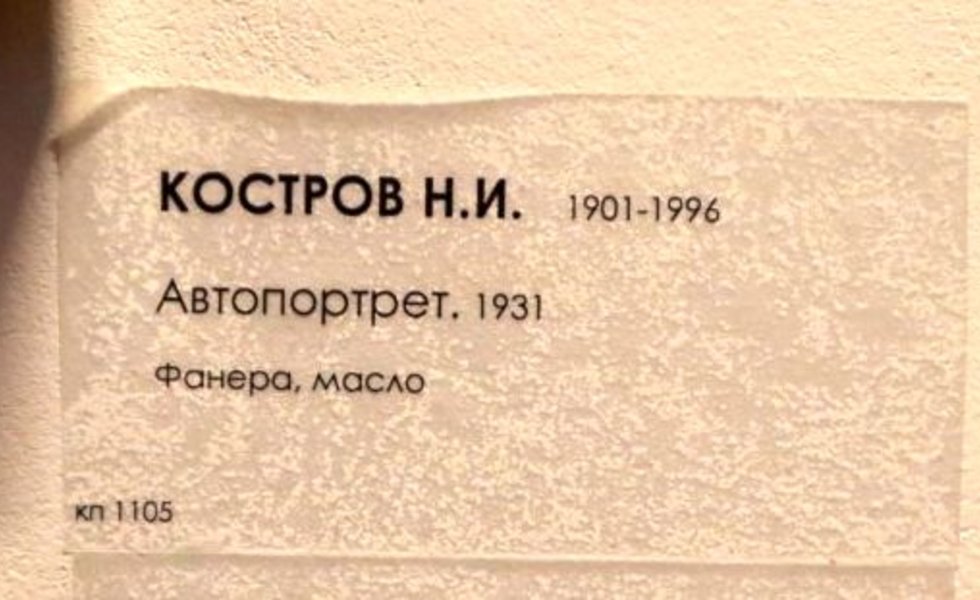 КОСТРОВ Н.И. 1901-1996
Автопортрет. 1931
Фанера, масло
кп 1105